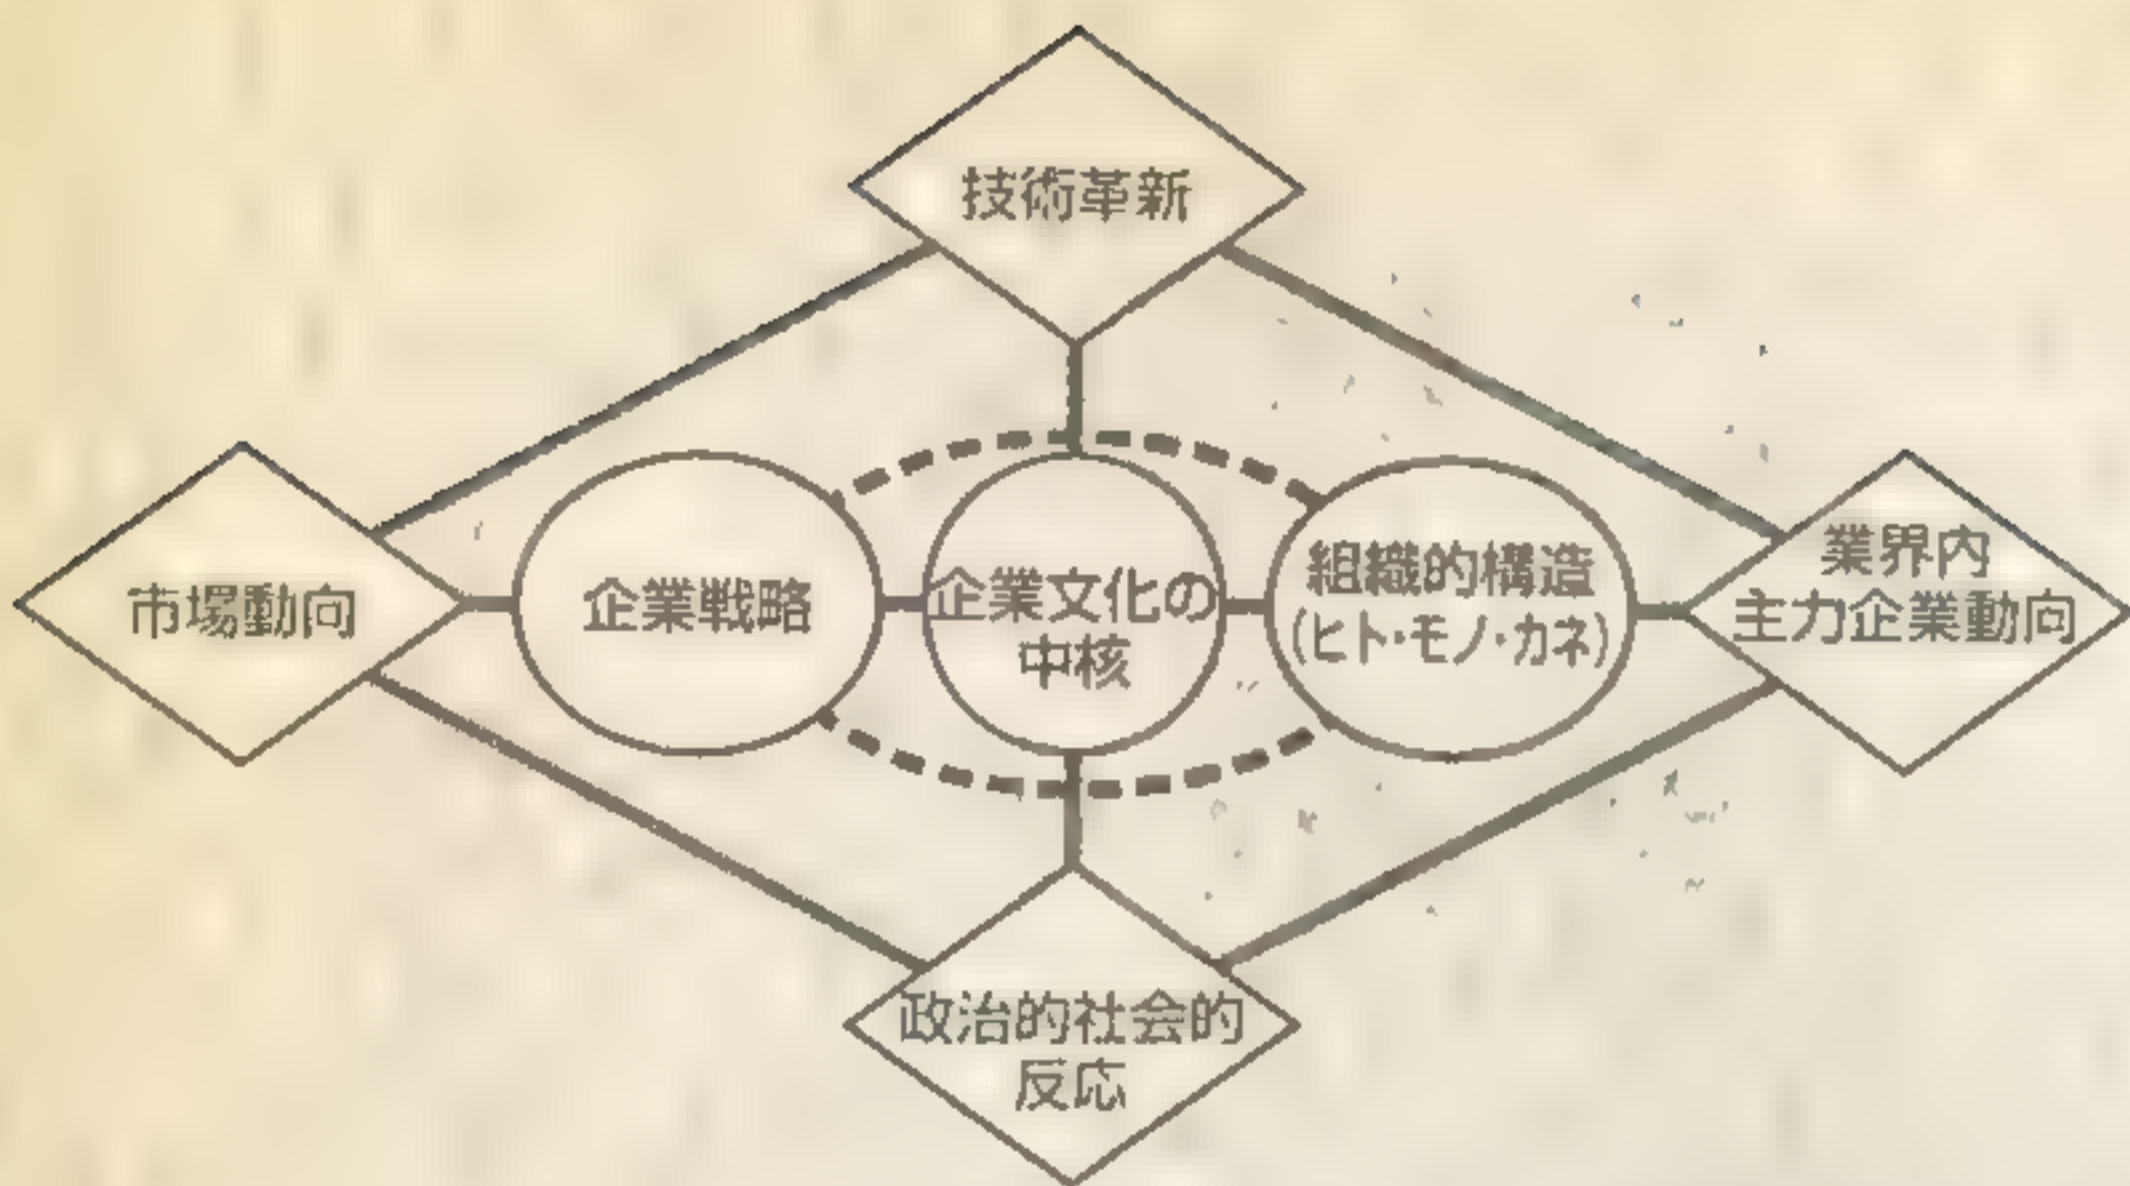 技術革新
市場動向
企業戦略
企業文化の
中核
組織的構造
(ヒト・モノ・カネ)
業界内
主力企業動向
政治的社会的
反応